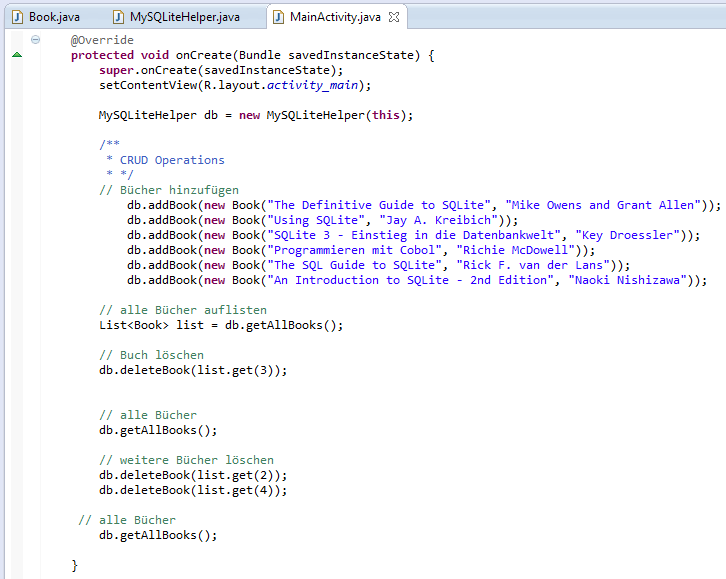 Book.java MySQLiteHelper.java MainActivity.java
@Override
protected void onCreate(Bundle savedInstanceState) {
super.onCreate(savedInstanceState);
setContentView(R.layout.activity_main);
MySQLiteHelper db = new MySQLiteHelper(this);
/**
* CRUD Operations
* */
// Bücher hinzufügen
db.addBook(new Book("The Definitive Guide to SQLite", "Mike Owens and Grant Allen"));
db.addBook(new Book("Using SQLite", "Jay A. Kreibich"));
db.addBook(new Book("SQLite 3 - Einstieg in die Datenbankwelt", "Key Droessler"));
db.addBook(new Book("Programmieren mit Cobol", "Richie McDowell"));
db.addBook(new Book("The SQL Guide to SQLite", "Rick F. van der Lans"));
db.addBook(new Book("An Introduction to SQLite - 2nd Edition", "Naoki Nishizawa"));
// alle Bücher auflisten
List<Book> list = db.getAllBooks();
// Buch löschen
db.deleteBook(list.get(3));
// alle Bücher
db.getAllBooks();
// weitere Bücher löschen
db.deleteBook(list.get(2));
db.deleteBook(list.get(4));
// alle Bücher
db.getAllBooks();
}